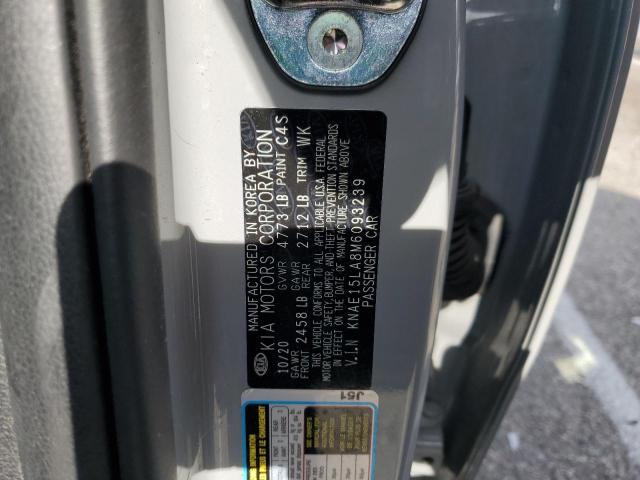 MANUFACTURED IN KOREA BY
KIA KIA MOTORS CORPORATION
10/20 GVWR 4773 LB PAINT C4S
GAWR FRONT 2458 LB GAWR REAR 2712 LB TRIM WK
THIS VEHICLE CONFORMS TO ALL APPLICABLE U.S.A. FEDERAL
MOTOR VEHICLE SAFETY, BUMPER, AND THEFT PREVENTION STANDARDS
IN EFFECT ON THE DATE OF MANUFACTURE SHOWN ABOVE
V.I.N KNAE15LA8M6093239
PASSENGER CAR
J51